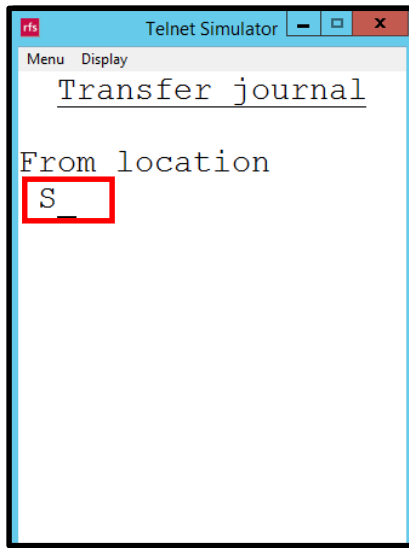 rfs Telnet Simulator
Menu Display
Transfer journal
From location
S_